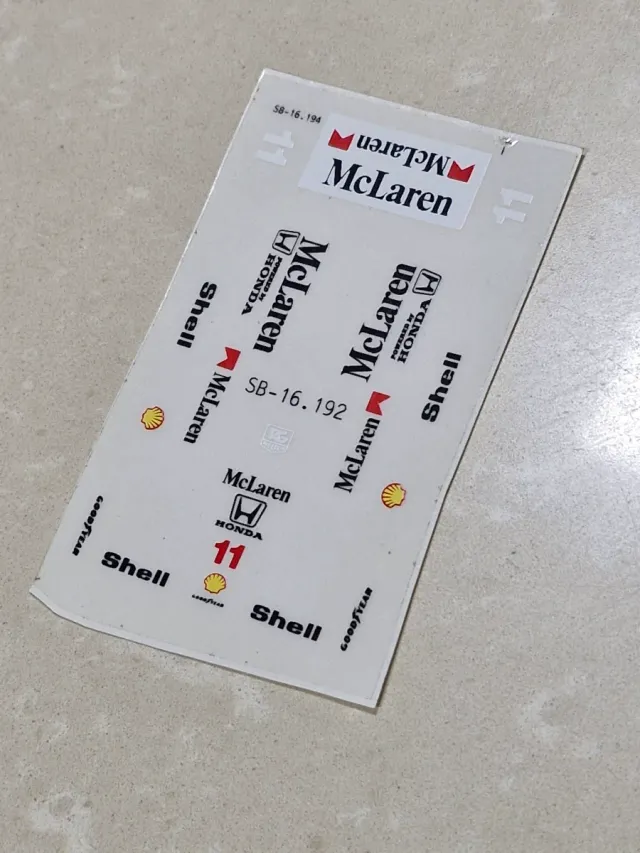 SB-16.194
11
McLaren
McLaren
11
McLaren
POWERED by
HONDA
McLaren
POWERED by
HONDA
Shell
Shell
McLaren
SB-16.192
McLaren
McLaren
HONDA
11
GOODYEAR
Shell
GOODYEAR
Shell
GOODYEAR